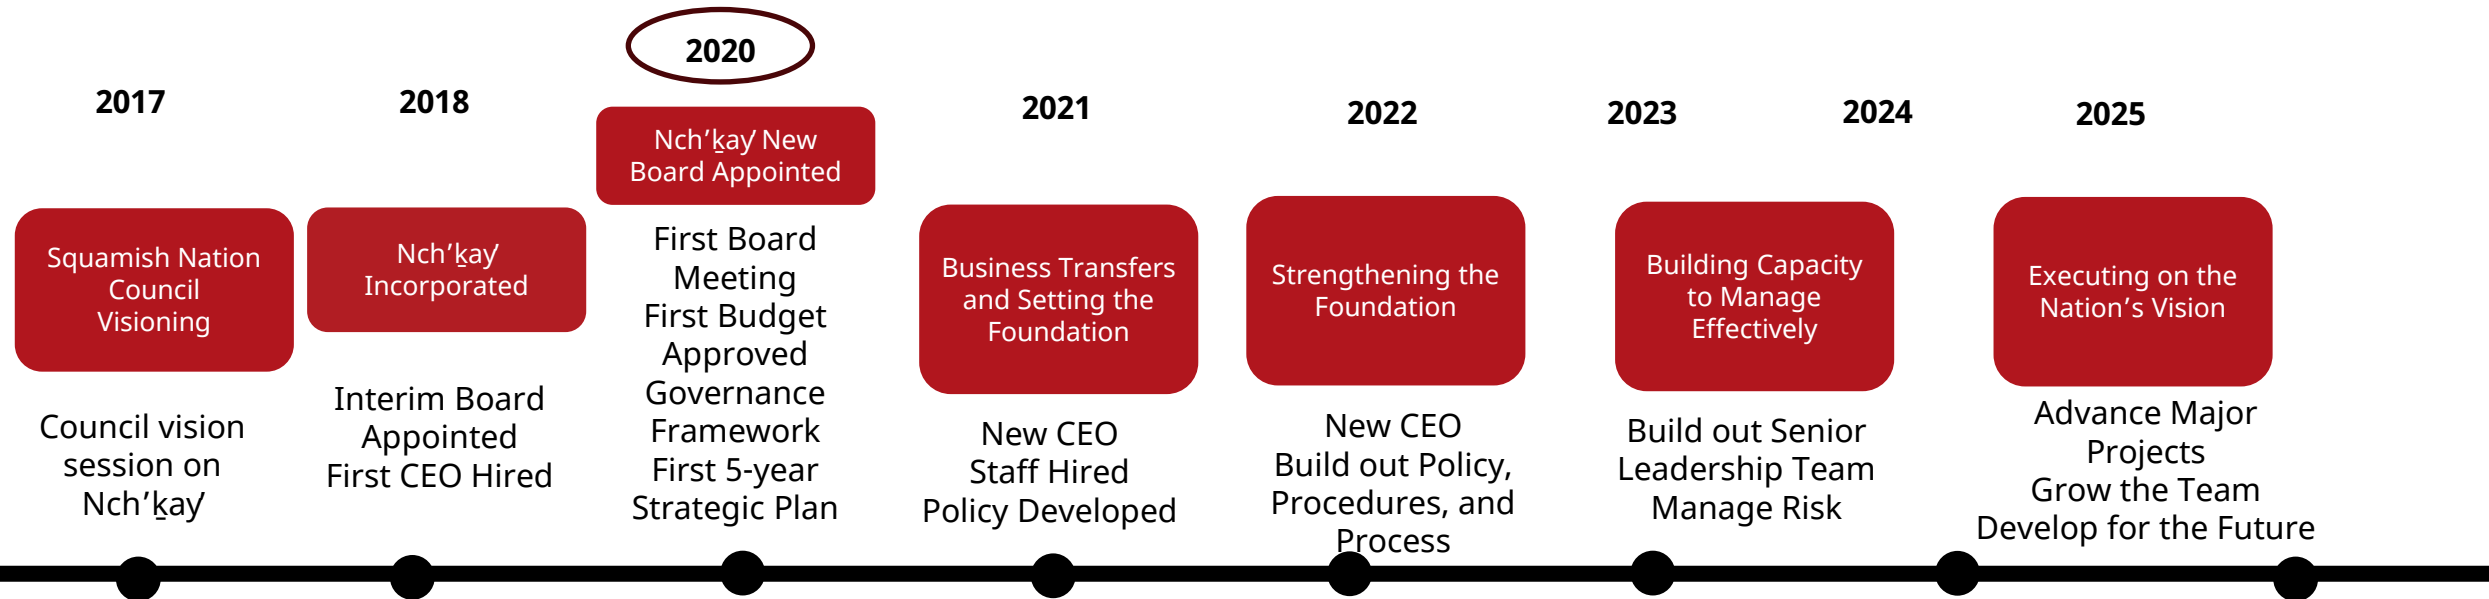 2017
Squamish Nation
Council
Visioning
Council vision
session on
Nch’ḵay̓
2018
Nch’ḵay̓
Incorporated
Interim Board
Appointed
First CEO Hired
2020
Nch’ḵay̓ New
Board Appointed
First Board
Meeting
First Budget
Approved
Governance
Framework
First 5-year
Strategic Plan
2021
Business Transfers
and Setting the
Foundation
New CEO
Staff Hired
Policy Developed
2022
Strengthening the
Foundation
New CEO
Build out Policy,
Procedures, and
Process
2023
2024
Building Capacity
to Manage
Effectively
Build out Senior
Leadership Team
Manage Risk
2025
Executing on the
Nation’s Vision
Advance Major
Projects
Grow the Team
Develop for the Future